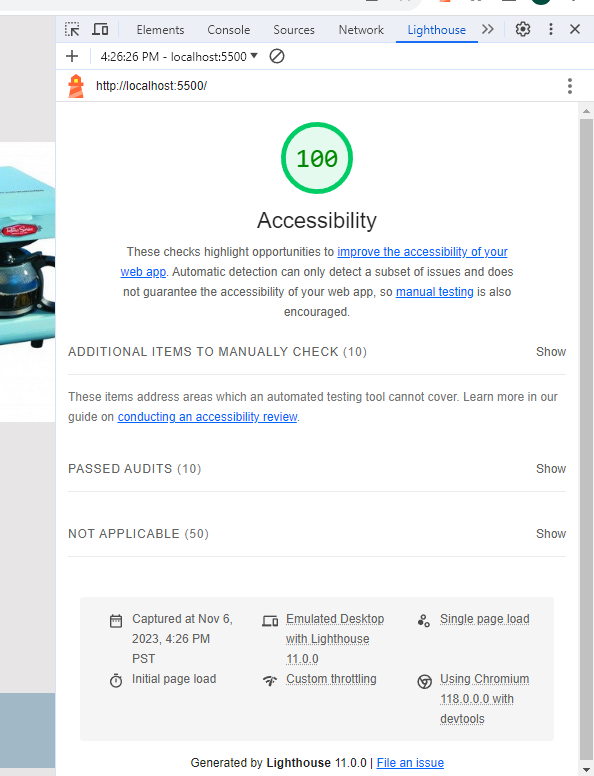 Elements Console Sources Network Lighthouse
4:26:26 PM - localhost:5500
http://localhost:5500/
100
Accessibility
These checks highlight opportunities to improve the accessibility of your
web app. Automatic detection can only detect a subset of issues and does
not guarantee the accessibility of your web app, so manual testing is also
encouraged.
ADDITIONAL ITEMS TO MANUALLY CHECK (10) Show
These items address areas which an automated testing tool cannot cover. Learn more in our
guide on conducting an accessibility review.
PASSED AUDITS (10) Show
NOT APPLICABLE (50) Show
Captured at Nov 6,
2023, 4:26 PM
PST
Emulated Desktop
with Lighthouse
11.0.0
Single page load
Initial page load
Custom throttling
Using Chromium
118.0.0.0 with
devtools
Generated by Lighthouse 11.0.0 | File an issue